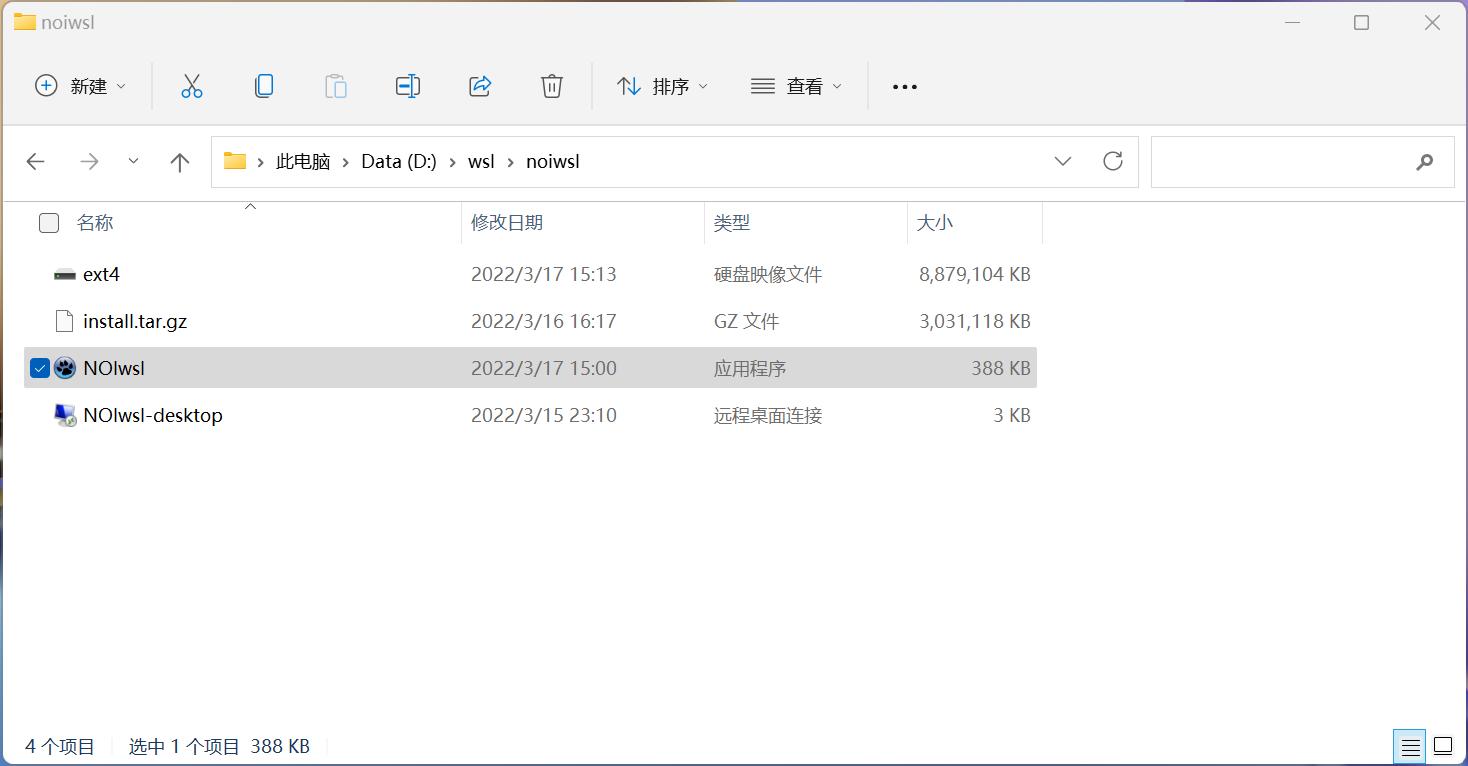 noiwsl
新建 排序 查看
此电脑 Data (D:) wsl noiwsl
名称 修改日期 类型 大小
ext4 2022/3/17 15:13 硬盘映像文件 8,879,104 KB
install.tar.gz 2022/3/16 16:17 GZ 文件 3,031,118 KB
NOIwsl 2022/3/17 15:00 应用程序 388 KB
NOIwsl-desktop 2022/3/15 23:10 远程桌面连接 3 KB
4 个项目 选中 1 个项目 388 KB